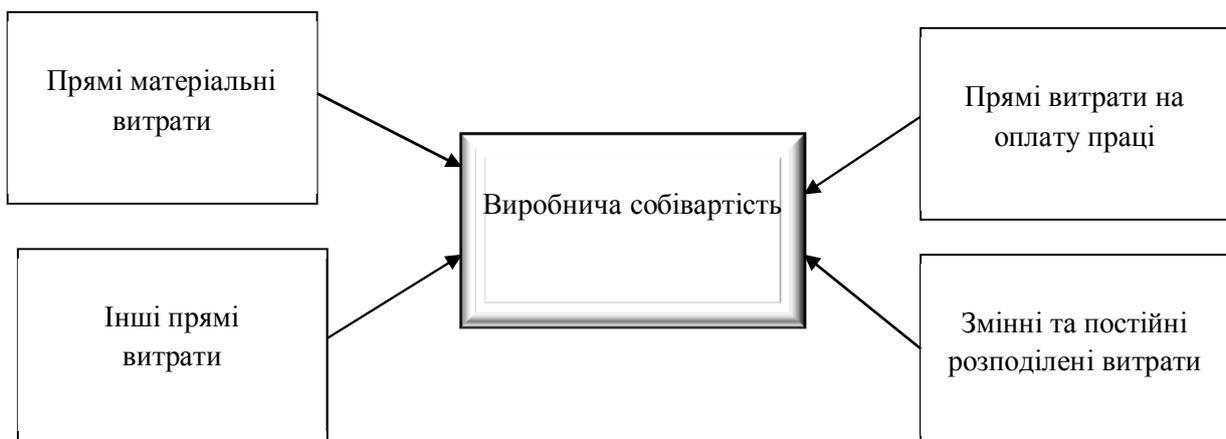 Прямі матеріальні
витрати
Прямі витрати на
оплату праці
Виробнича собівартість
Інші прямі
витрати
Змінні та постійні
розподілені витрати